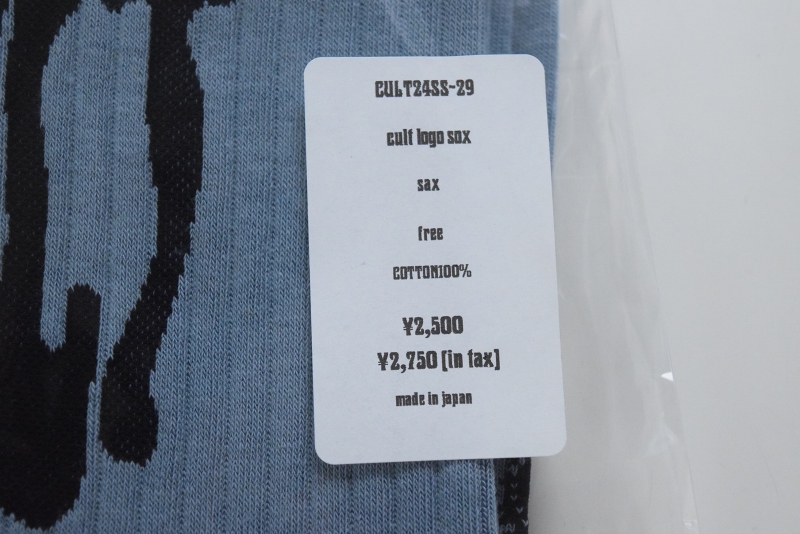 CULT24SS-29
cult logo sox
sax
free
COTTON100%
¥2,500
¥2,750 [in tax]
made in japan